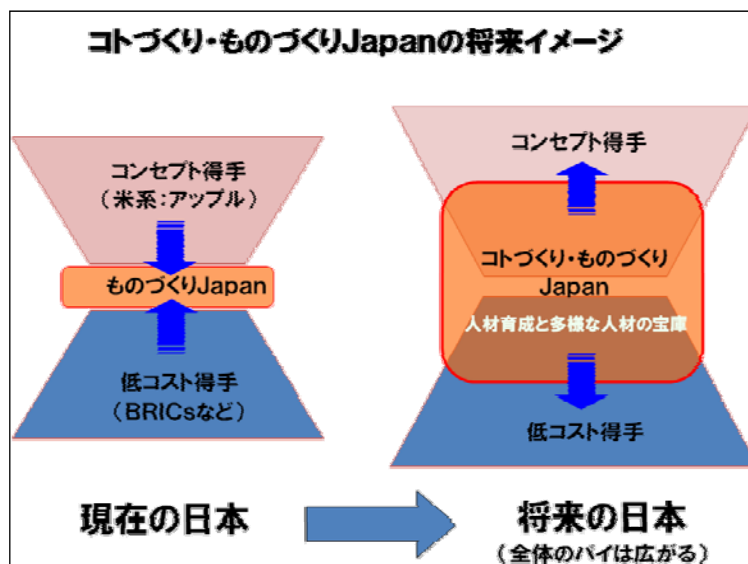 コトづくり・ものづくりJapanの将来イメージ
コンセプト得手
(米系:アップル)
ものづくりJapan
低コスト得手
(BRICsなど)
現在の日本
コンセプト得手
コトづくり・ものづくり
Japan
人材育成と多様な人材の宝庫
低コスト得手
将来の日本
(全体のパイは広がる)